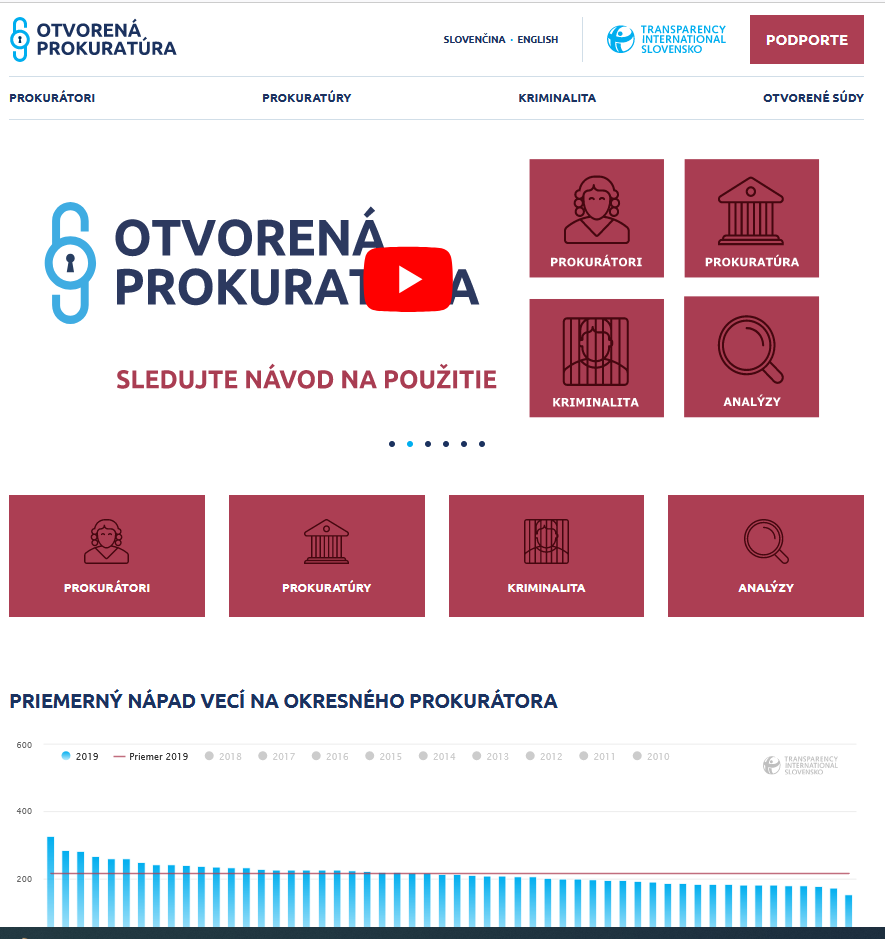 OTVORENÁ
PROKURATÚRA
SLOVENČINA · ENGLISH
TRANSPARENCY
INTERNATIONAL
SLOVENSKO
PODPORTE
PROKURÁTORI
PROKURATÚRY
KRIMINALITA
OTVORENÉ SÚDY
OTVORENÁ
SLEDUJTE NÁVOD NA POUŽITIE
PROKURÁTORI
PROKURATÚRA
KRIMINALITA
ANALÝZY
PROKURÁTORI
PROKURATÚRY
KRIMINALITA
ANALÝZY
PRIEMERNÝ NÁPAD VECÍ NA OKRESNÉHO PROKURÁTORA
600
2019
Priemer 2019
2018
2017
2016
2015
2014
2013
2012
2011
2010
TRANSPARENCY
INTERNATIONAL
SLOVENSKO
400
200